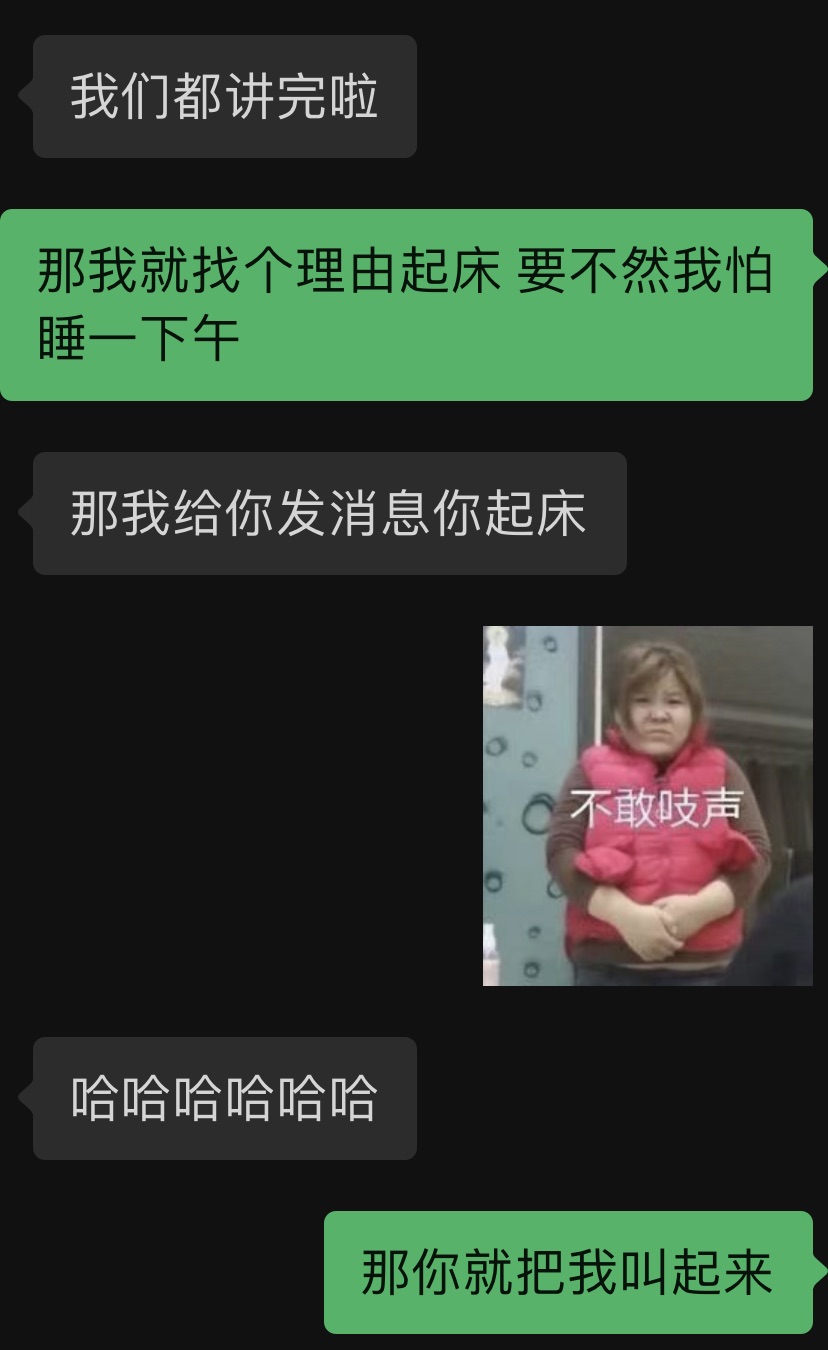 我们都讲完啦
那我就找个理由起床 要不然我怕
睡一下午
那我给你发消息你起床
不敢吱声
哈哈哈哈哈哈
那你就把我叫起来